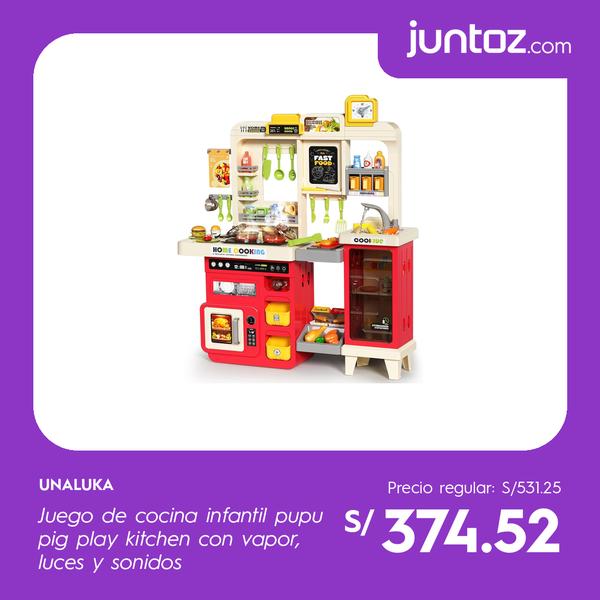 juntoz.com
FAST
FOOD
HOME COOKING
UNALUKA
Juego de cocina infantil pupu
pig play kitchen con vapor,
luces y sonidos
Precio regular: S/531.25
S/ 374.52